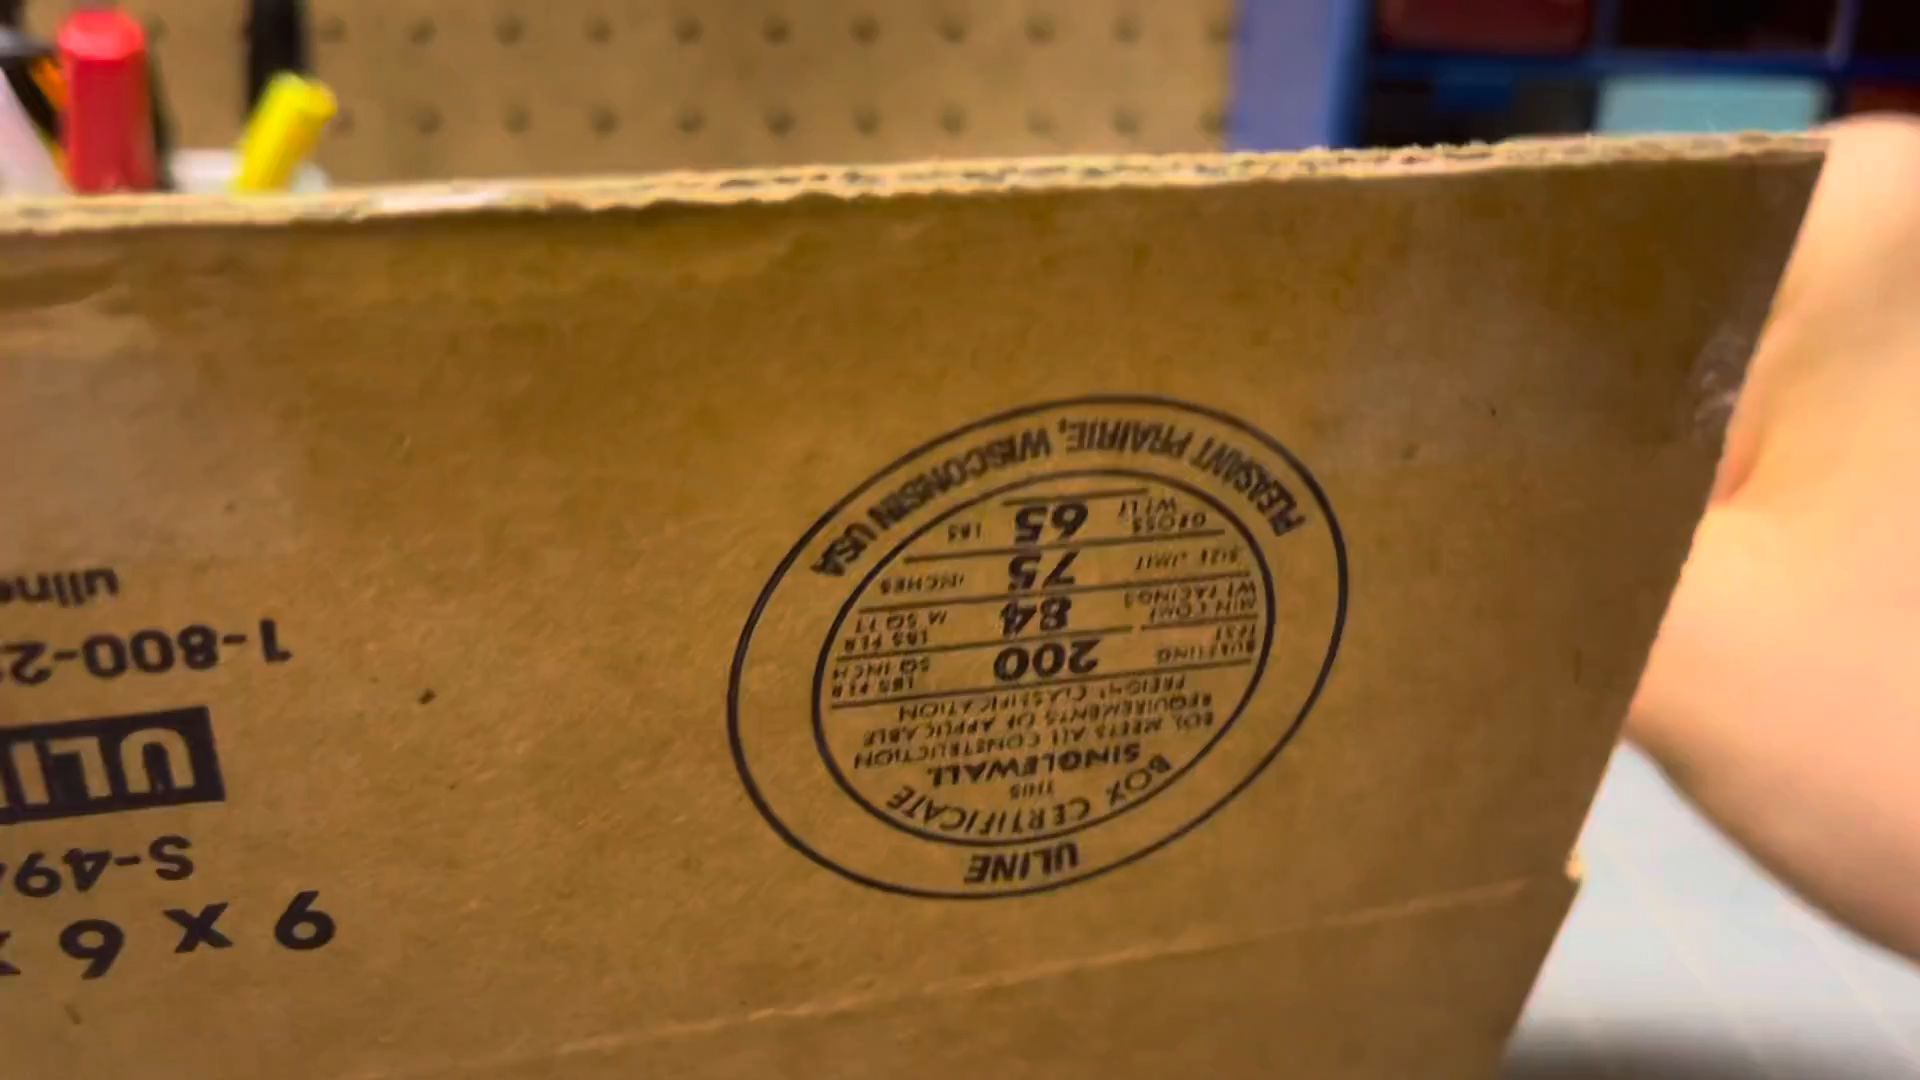 ULINE
BOX CERTIFICATE
THIS
SINGLEWALL
BOX MEETS ALL CONSTRUCTION
REQUIREMENTS OF APPLICABLE
FREIGHT CLASSIFICATION
BURSTING TEST 200 LBS PER SQ INCH
MIN COMB WT FACINGS 84 LBS PER M SQ FT
SIZE LIMIT 75 INCHES
GROSS WT LT 65 LBS
PLEASANT PRAIRIE, WISCONSIN USA
9 x 6 x
S-49
ULI
1-800-2
uline